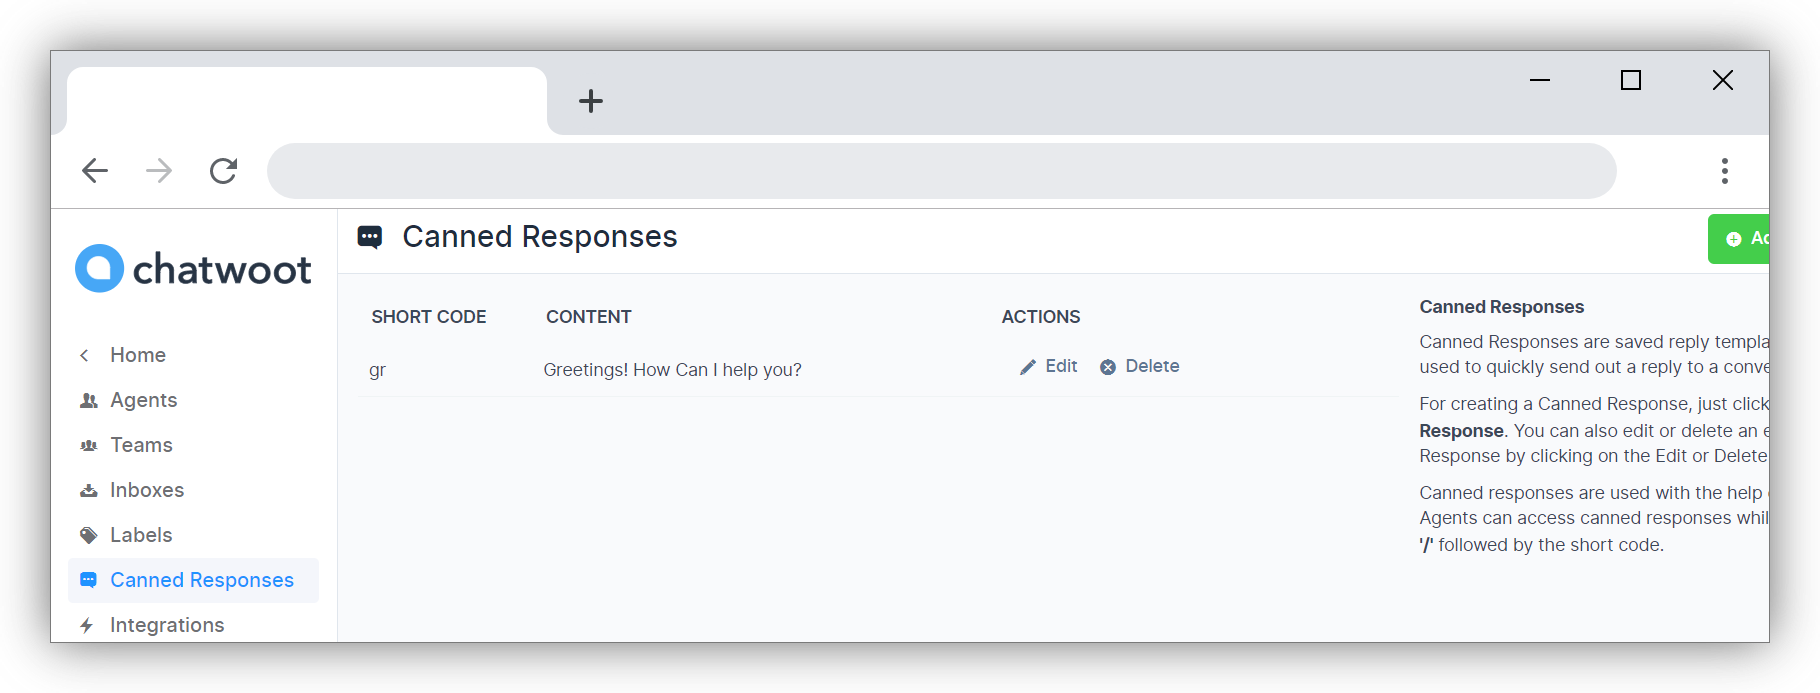 chatwoot
Home
Agents
Teams
Inboxes
Labels
Canned Responses
Integrations
Canned Responses
SHORT CODE CONTENT ACTIONS
gr Greetings! How Can I help you? Edit Delete
Canned Responses
Canned Responses are saved reply
used to quickly send out a reply to a
For creating a Canned Response, just click
Response. You can also edit or delete an
Response by clicking on the Edit or Delete
Canned responses are used with the help
Agents can access canned responses
'/' followed by the short code.